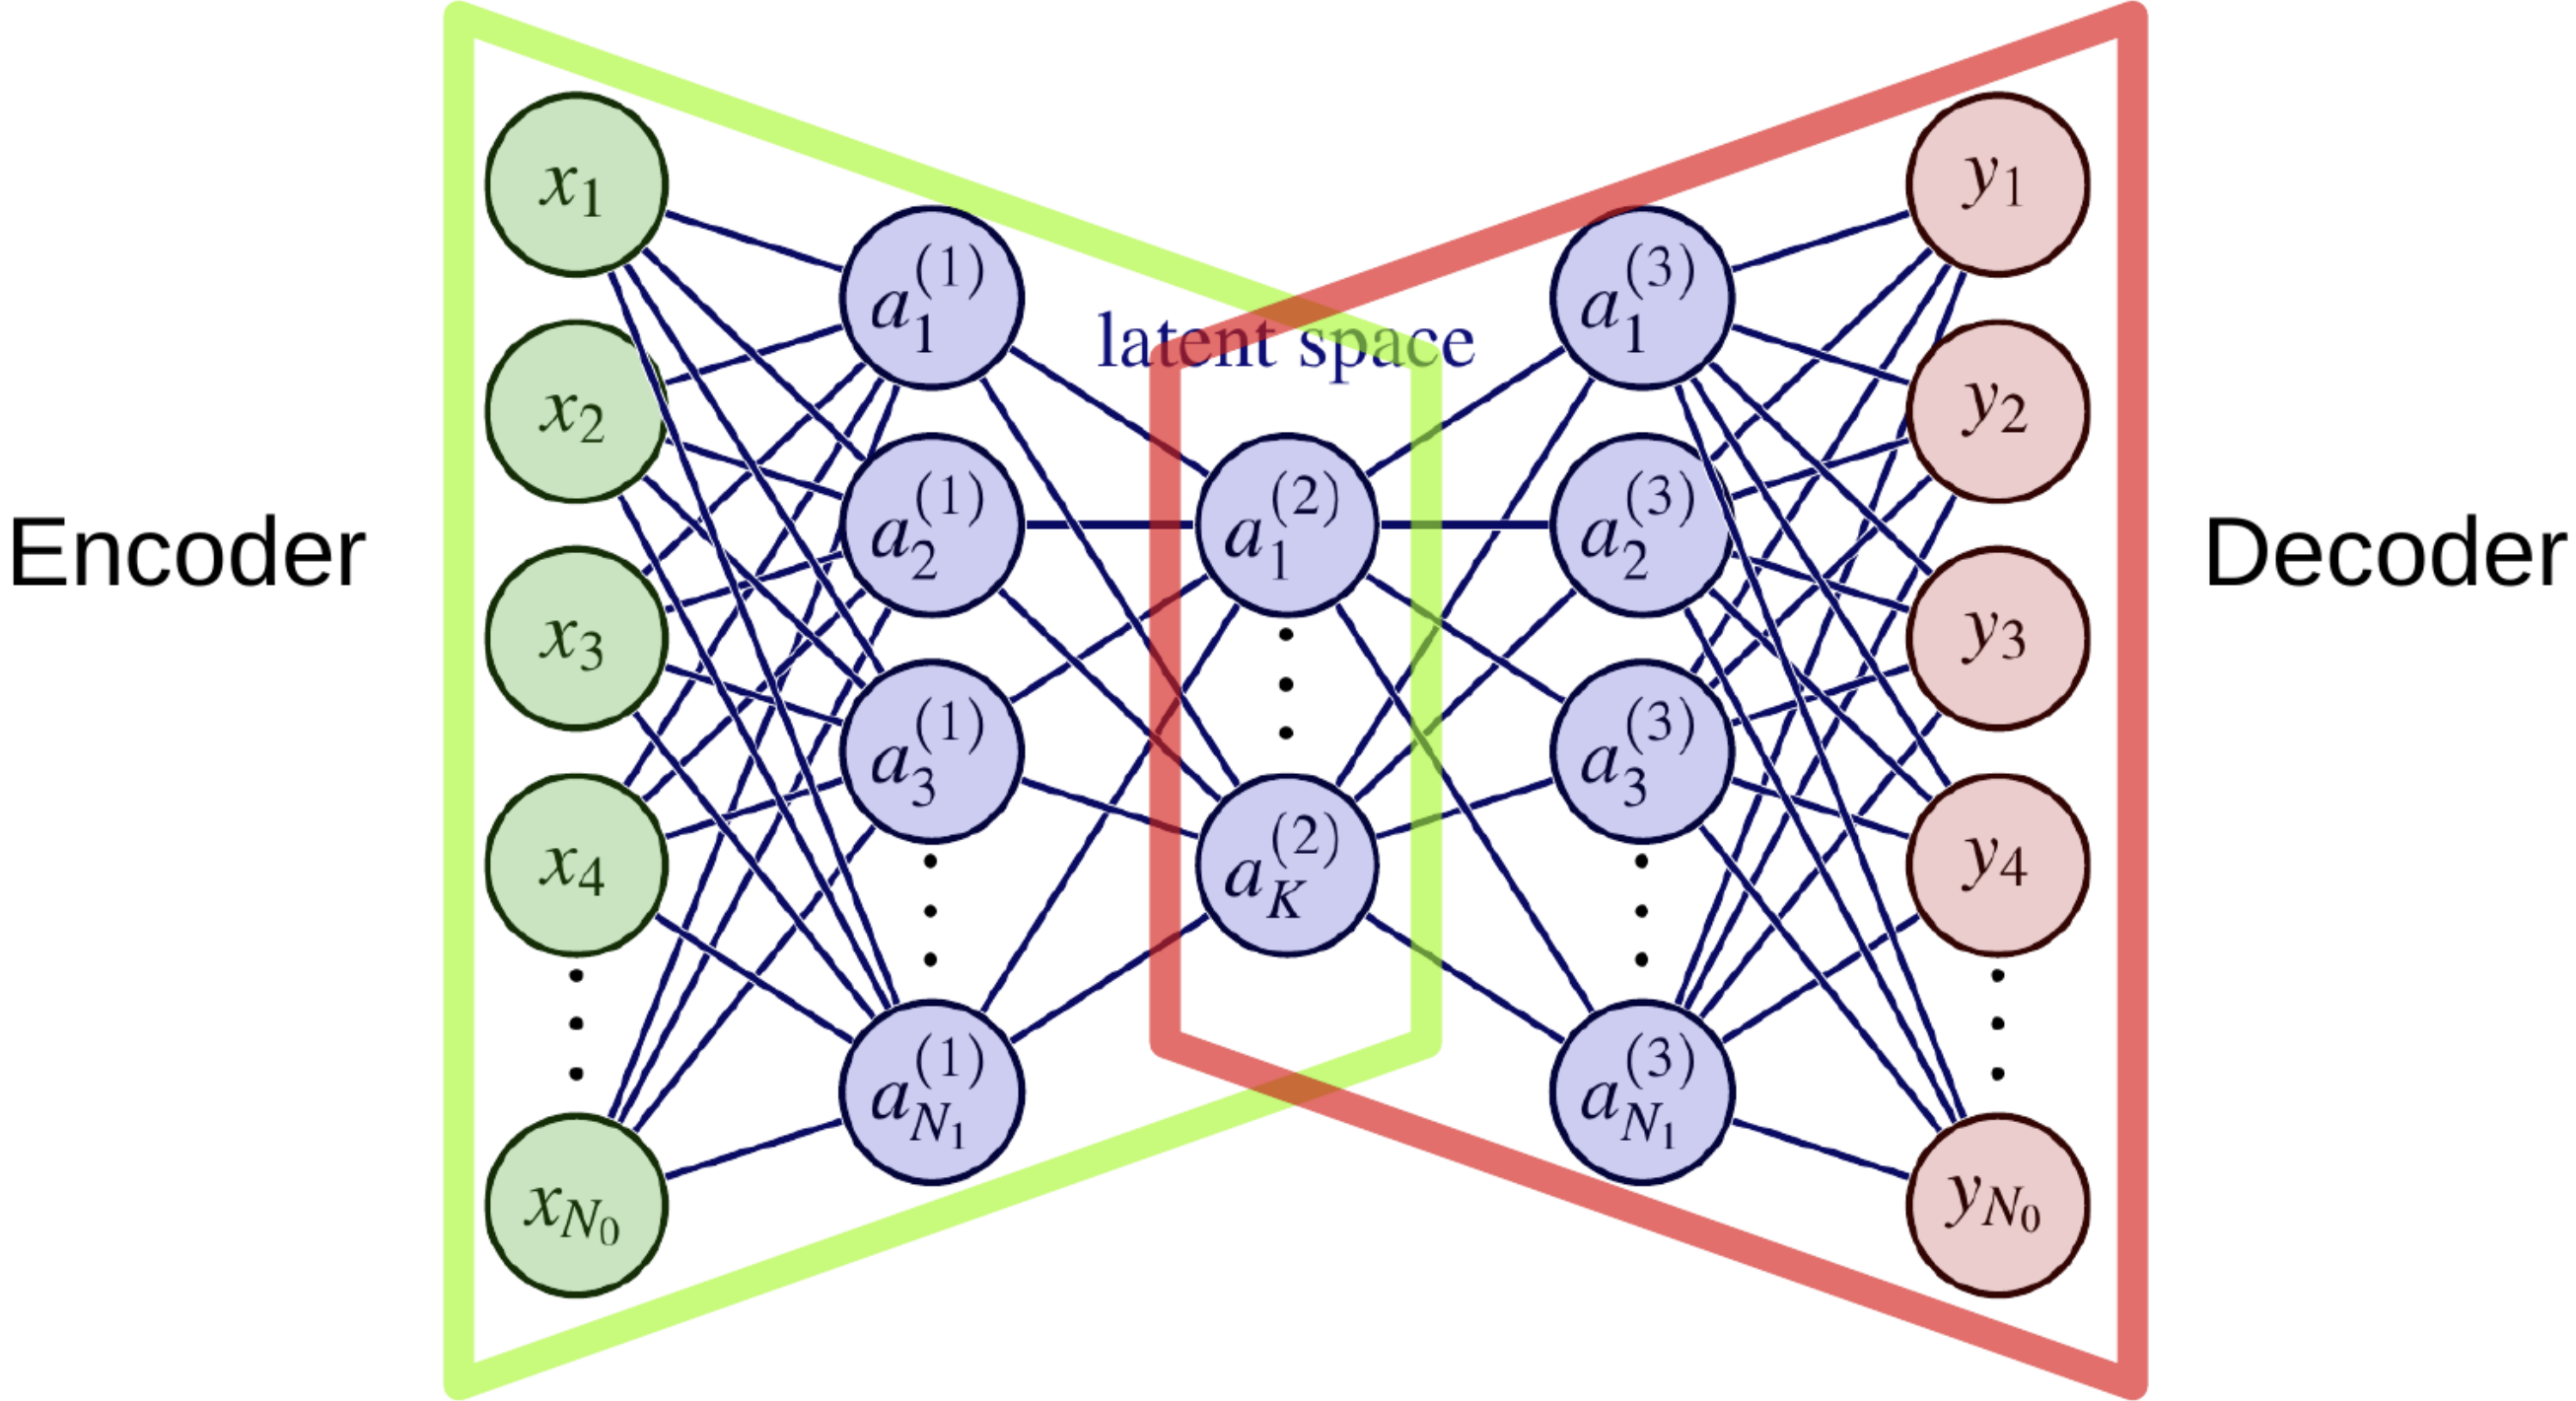 Encoder
x_1
x_2
x_3
x_4
x_{N_0}
a_1^{(1)}
a_2^{(1)}
a_3^{(1)}
a_{N_1}^{(1)}
latent space
a_1^{(2)}
a_K^{(2)}
a_1^{(3)}
a_2^{(3)}
a_3^{(3)}
a_{N_1}^{(3)}
y_1
y_2
y_3
y_4
y_{N_0}
Decoder